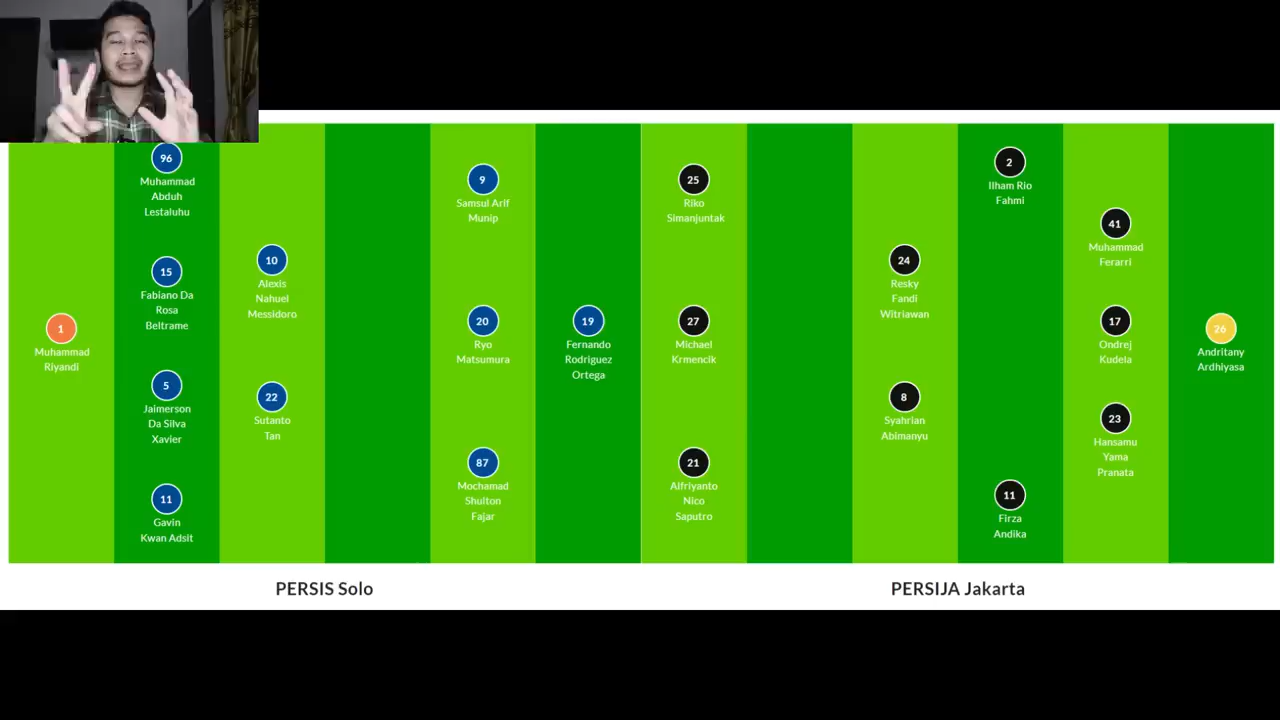 96
Muhammad
Abduh
Lestaluhu
15
Fabiano Da
Rosa
Beltrame
5
Jaimerson
Da Silva
Xavier
11
Gavin
Kwan Adsit
1
Muhammad
Riyandi
10
Alexis
Nahuel
Messidoro
22
Sutanto
Tan
9
Samsul Arif
Munip
20
Ryo
Matsumura
87
Mochamad
Shulton
Fajar
19
Fernando
Rodriguez
Ortega
25
Riko
Simanjuntak
27
Michael
Krmencik
21
Alfriyanto
Nico
Saputro
24
Resky
Fandi
Witriawan
8
Syahrian
Abimanyu
2
Ilham Rio
Fahmi
11
Firza
Andika
41
Muhammad
Ferarri
17
Ondrej
Kudela
23
Hansamu
Yama
Pranata
26
Andritany
Ardhiyasa
PERSIS Solo
PERSIJA Jakarta